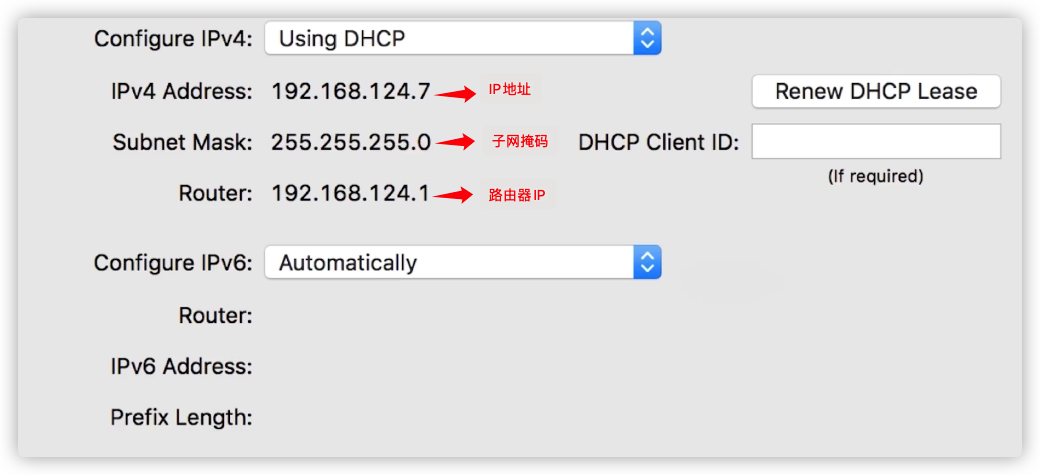 Configure IPv4: Using DHCP
IPv4 Address: 192.168.124.7 IP地址 Renew DHCP Lease
Subnet Mask: 255.255.255.0 子网掩码 DHCP Client ID:
(If required)
Router: 192.168.124.1 路由器IP
Configure IPv6: Automatically
Router:
IPv6 Address:
Prefix Length: